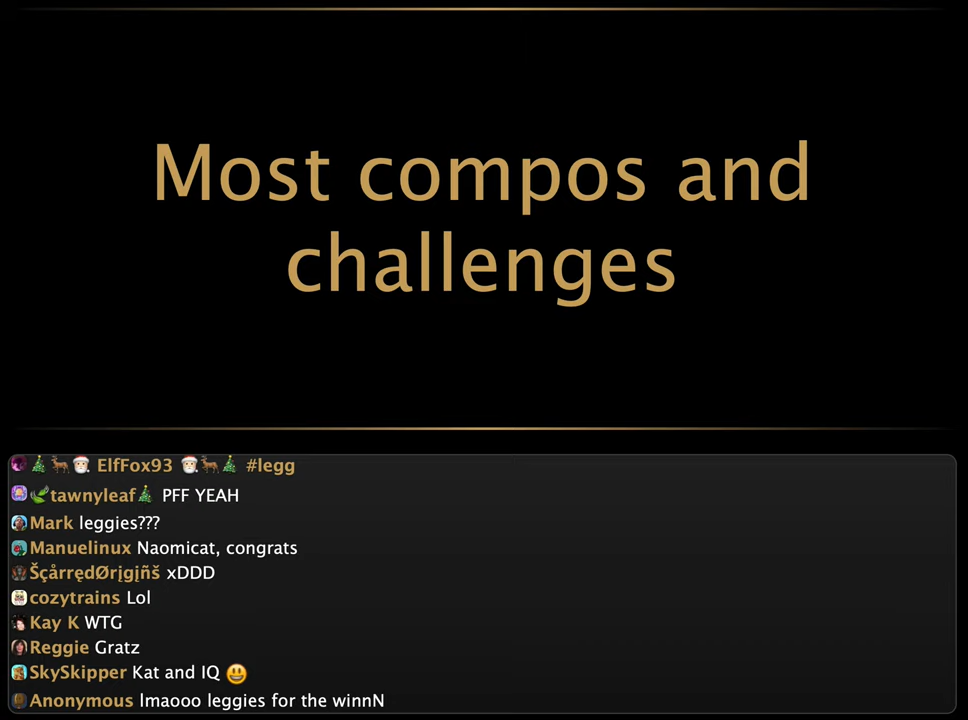 Most compos and
challenges
🎄🦌🎅 ElfFox93 🎅🦌🎄 #legg
🌿tawnyleaf🎄 PFF YEAH
Mark leggies???
Manuelinux Naomicat, congrats
ŠçårrędØrįgįñš xDDD
cozytrains Lol
Kay K WTG
Reggie Gratz
SkySkipper Kat and IQ 😃
Anonymous lmaooo leggies for the winnN